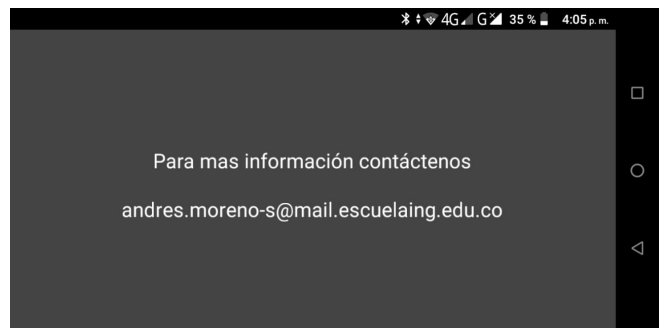 4G G 35 % 4:05 p. m.
Para mas información contáctenos
andres.moreno-s@mail.escuelaing.edu.co